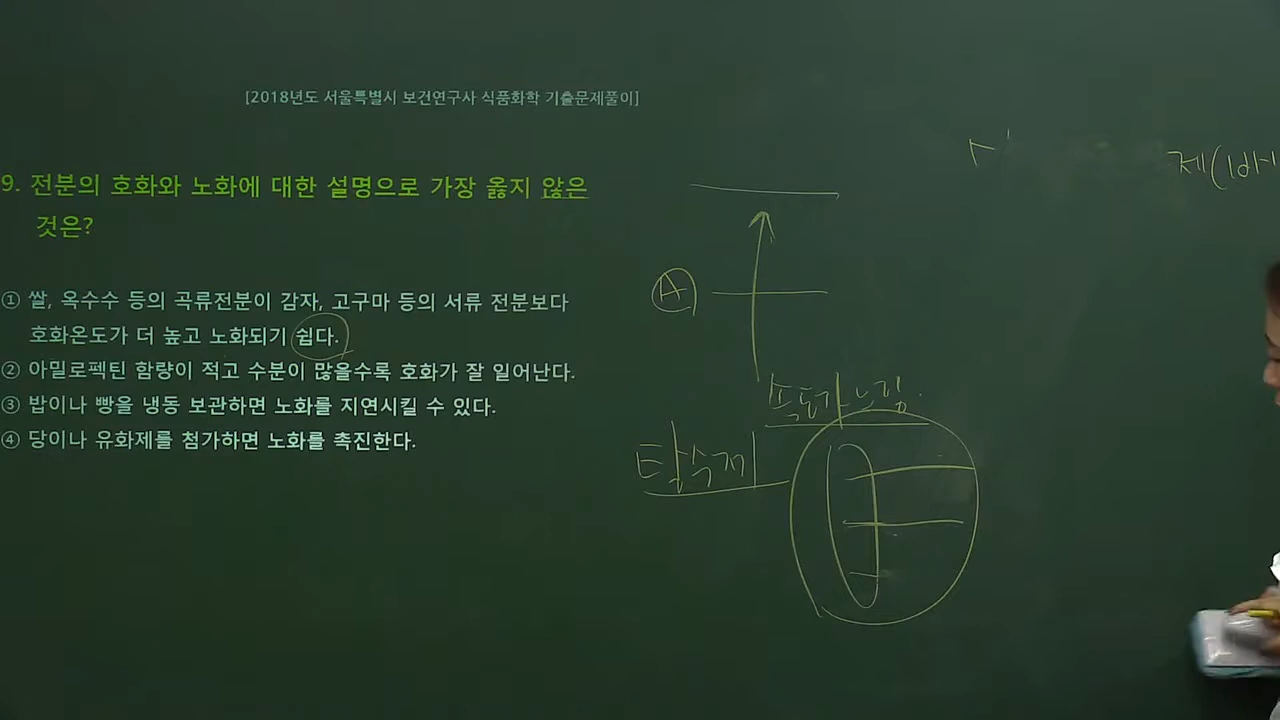 [2018년도 서울특별시 보건연구사 식품화학 기출문제풀이]
9. 전분의 호화와 노화에 대한 설명으로 가장 옳지 않은
것은?
① 쌀, 옥수수 등의 곡류전분이 감자, 고구마 등의 서류 전분보다
호화온도가 더 높고 노화되기 쉽다.
② 아밀로펙틴 함량이 적고 수분이 많을수록 호화가 잘 일어난다.
③ 밥이나 빵을 냉동 보관하면 노화를 지연시킬 수 있다.
④ 당이나 유화제를 첨가하면 노화를 촉진한다.
A
속도가 느림.
탈수제